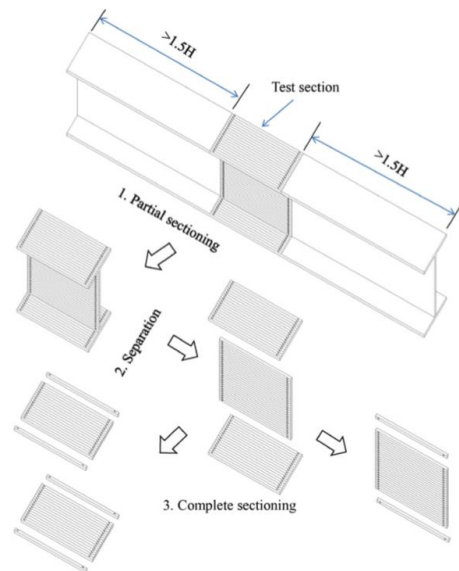 >1.5H
Test section
>1.5H
1. Partial sectioning
2. Separation
3. Complete sectioning